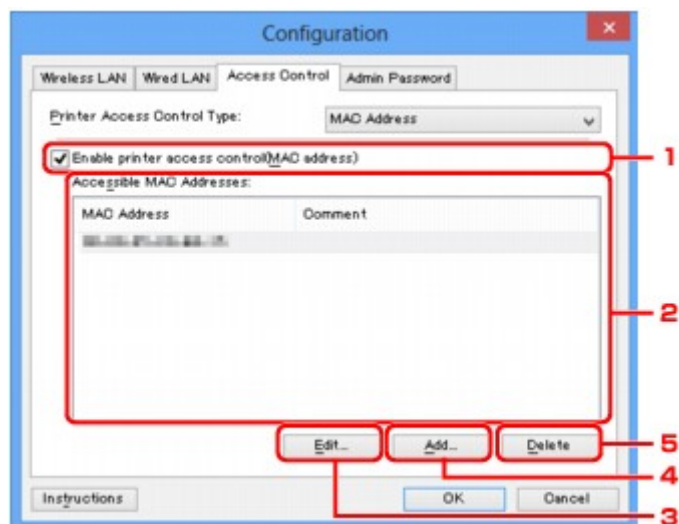 Configuration
Wireless LAN Wired LAN Access Control Admin Password
Printer Access Control Type: MAC Address
Enable printer access control(MAC address) 1
Accessible MAC Addresses:
MAC Address Comment
2
Edit... Add... Delete 5
4
Instructions OK Cancel
3